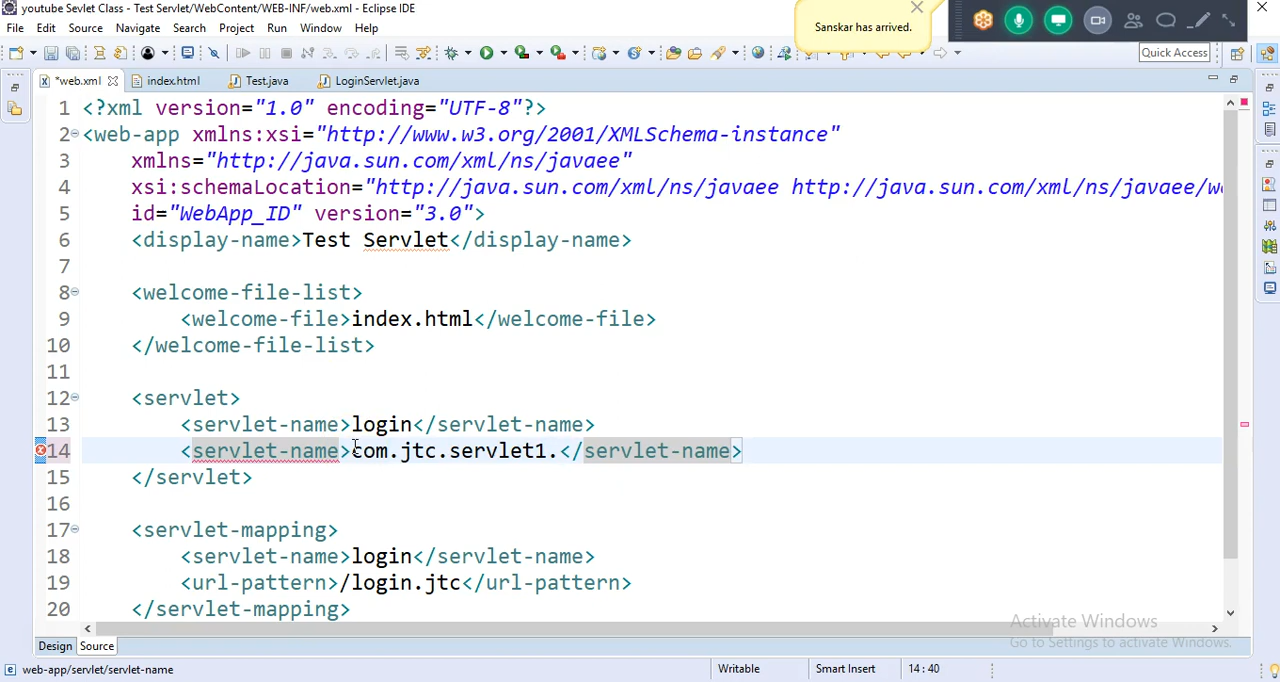 youtube Sevlet Class - Test Servlet/WebContent/WEB-INF/web.xml - Eclipse IDE
Sanskar has arrived.
File Edit Source Navigate Search Project Run Window Help
Quick Access
*web.xml index.html Test.java LoginServlet.java
1 <?xml version="1.0" encoding="UTF-8"?>
2 <web-app xmlns:xsi="http://www.w3.org/2001/XMLSchema-instance"
3 xmlns="http://java.sun.com/xml/ns/javaee"
4 xsi:schemaLocation="http://java.sun.com/xml/ns/javaee http://java.sun.com/xml/ns/javaee/w
5 id="WebApp_ID" version="3.0">
6 <display-name>Test Servlet</display-name>
7
8 <welcome-file-list>
9 <welcome-file>index.html</welcome-file>
10 </welcome-file-list>
11
12 <servlet>
13 <servlet-name>login</servlet-name>
14 <servlet-name>com.jtc.servlet1.</servlet-name>
15 </servlet>
16
17 <servlet-mapping>
18 <servlet-name>login</servlet-name>
19 <url-pattern>/login.jtc</url-pattern>
20 </servlet-mapping>
Activate Windows
Go to Settings to activate Windows.
Design Source
web-app/servlet/servlet-name Writable Smart Insert 14 : 40